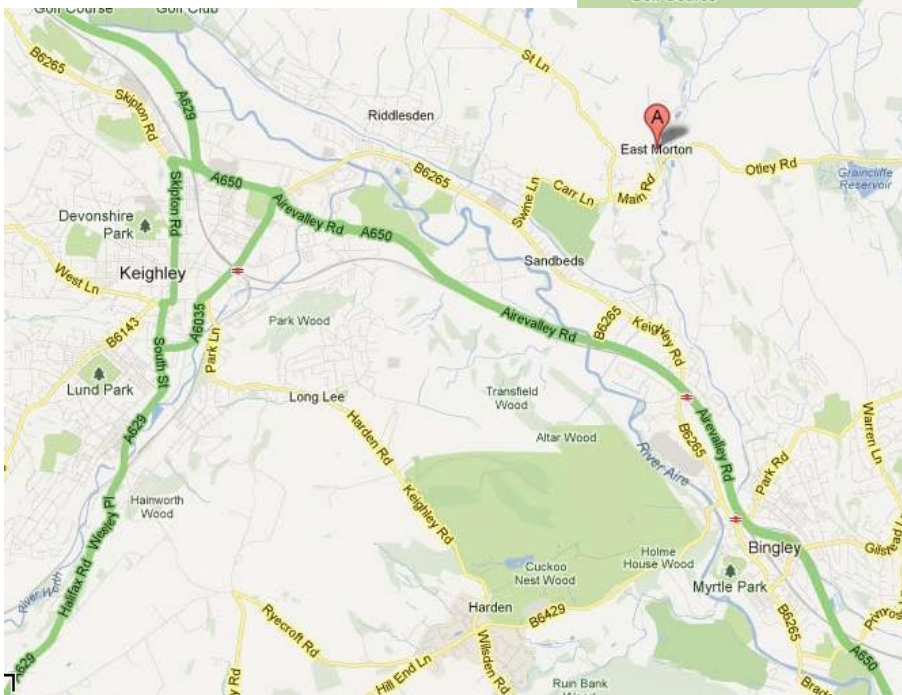 Golf Course
Golf Club
Golf Course
B6265
Skipton Rd
A629
St Ln
Riddlesden
A
East Morton
Otley Rd
Graincliffe
Reservoir
A650
B6265
Carr Ln
Main Rd
Swine Ln
Skipton Rd
Airevalley Rd
A650
Devonshire
Park
Keighley
Sandbeds
West Ln
B6143
A6035
Park Ln
Park Wood
Airevalley Rd
B6265
Keighley Rd
South St
Lund Park
Long Lee
Transfield
Wood
A629
Harden Rd
Altar Wood
River Aire
B6265
Airevalley Rd
Park Rd
Warren Ln
Hainworth
Wood
Keighley Rd
Wesley Pl
Halifax Rd
River Worth
Bingley
Gilstead Ln
Holme
House Wood
Cuckoo
Nest Wood
Myrtle Park
Harden
B6429
Ryecroft Rd
Wilsden Rd
Hill End Ln
B6265
A650
A629
Ruin Bank